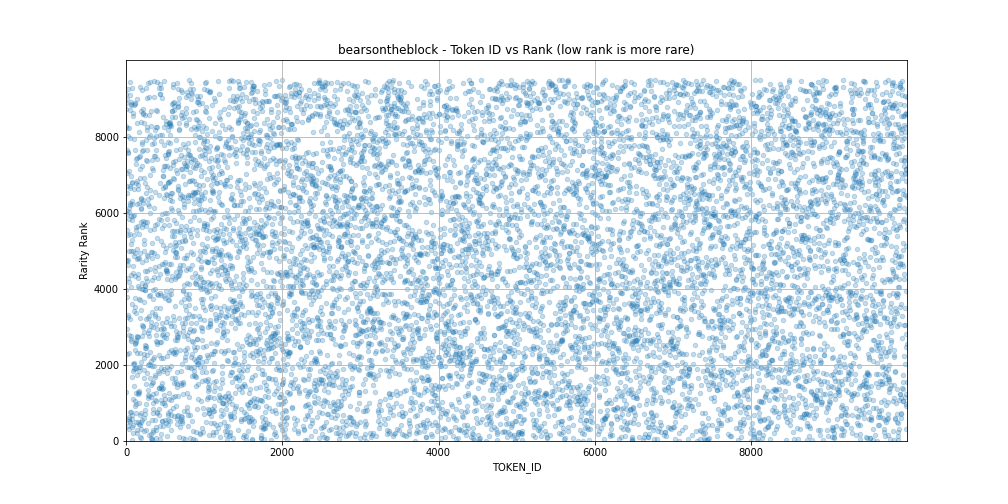 bearsontheblock - Token ID vs Rank (low rank is more rare)
Rarity Rank
8000
6000
4000
2000
0
0 2000 4000 6000 8000
TOKEN_ID